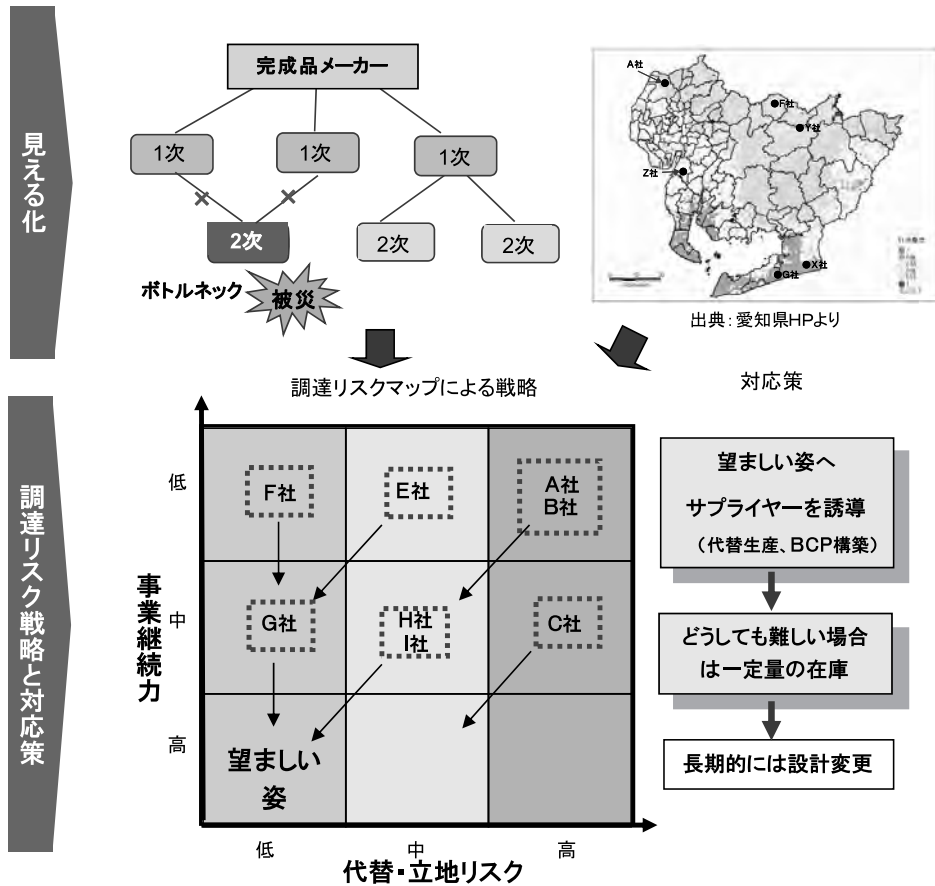 見える化
完成品メーカー
1次
1次
1次
2次
2次
2次
ボトルネック
被災
A社
F社
Y社
Z社
X社
G社
出典：愛知県HPより
調達リスクマップによる戦略
対応策
調達リスク戦略と対応策
事業継続力
低
中
高
F社
E社
A社
B社
G社
H社
I社
C社
望ましい
姿
低
中
高
代替・立地リスク
望ましい姿へ
サプライヤーを誘導
（代替生産、BCP構築）
どうしても難しい場合
は一定量の在庫
長期的には設計変更